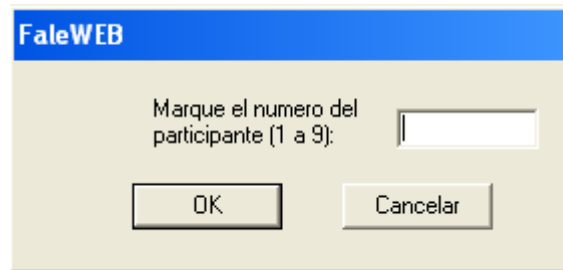 FaleWEB
Marque el numero del
participante (1 a 9):
OK
Cancelar